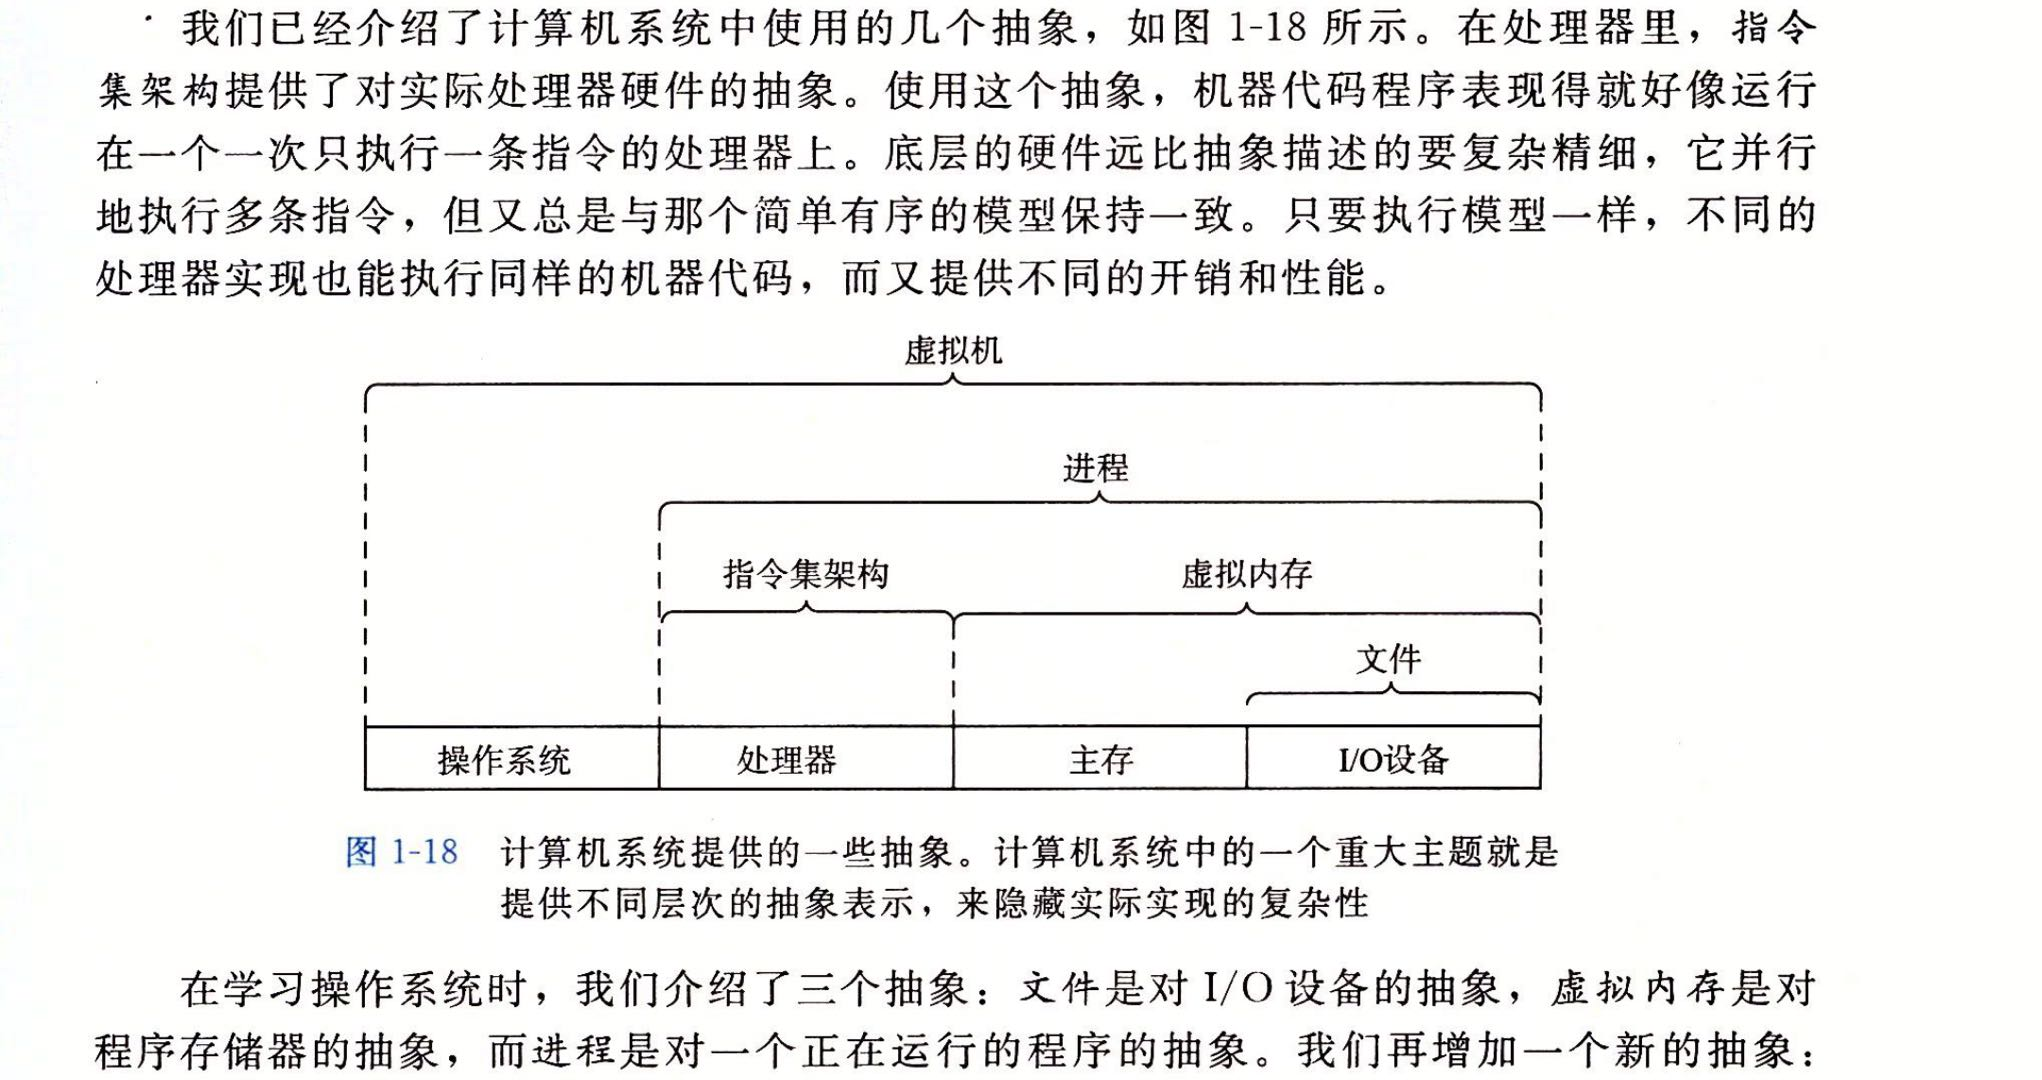 我们已经介绍了计算机系统中使用的几个抽象，如图 1-18 所示。在处理器里，指令
集架构提供了对实际处理器硬件的抽象。使用这个抽象，机器代码程序表现得就好像运行
在一个一次只执行一条指令的处理器上。底层的硬件远比抽象描述的要复杂精细，它并行
地执行多条指令，但又总是与那个简单有序的模型保持一致。只要执行模型一样，不同的
处理器实现也能执行同样的机器代码，而又提供不同的开销和性能。
虚拟机
进程
指令集架构 虚拟内存
文件
操作系统 处理器 主存 I/O设备
图 1-18 计算机系统提供的一些抽象。计算机系统中的一个重大主题就是
提供不同层次的抽象表示，来隐藏实际实现的复杂性
在学习操作系统时，我们介绍了三个抽象：文件是对 I/O 设备的抽象，虚拟内存是对
程序存储器的抽象，而进程是对一个正在运行的程序的抽象。我们再增加一个新的抽象：